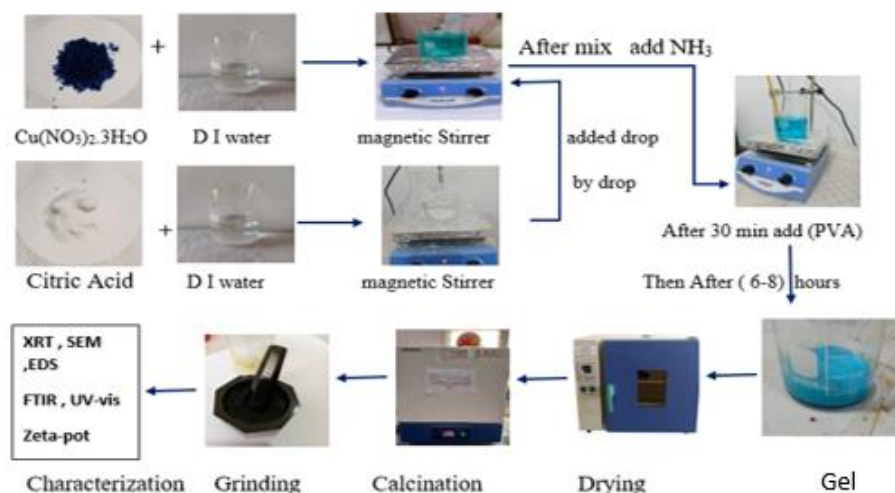 After mix add NH₃
Cu(NO₃)₂.3H₂O
D I water
magnetic Stirrer
added drop
by drop
Citric Acid
D I water
magnetic Stirrer
After 30 min add (PVA)
Then After ( 6-8) hours
XRT , SEM
,EDS
FTIR , UV-vis
Zeta-pot
Characterization
Grinding
Calcination
Drying
Gel